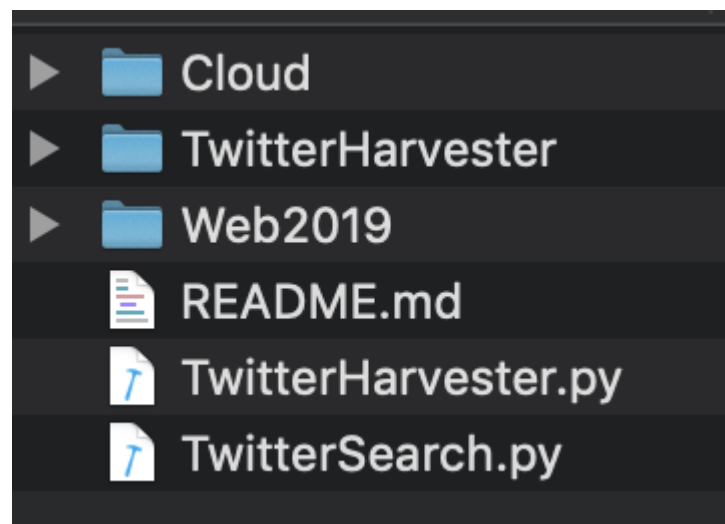 Cloud
TwitterHarvester
Web2019
README.md
TwitterHarvester.py
TwitterSearch.py